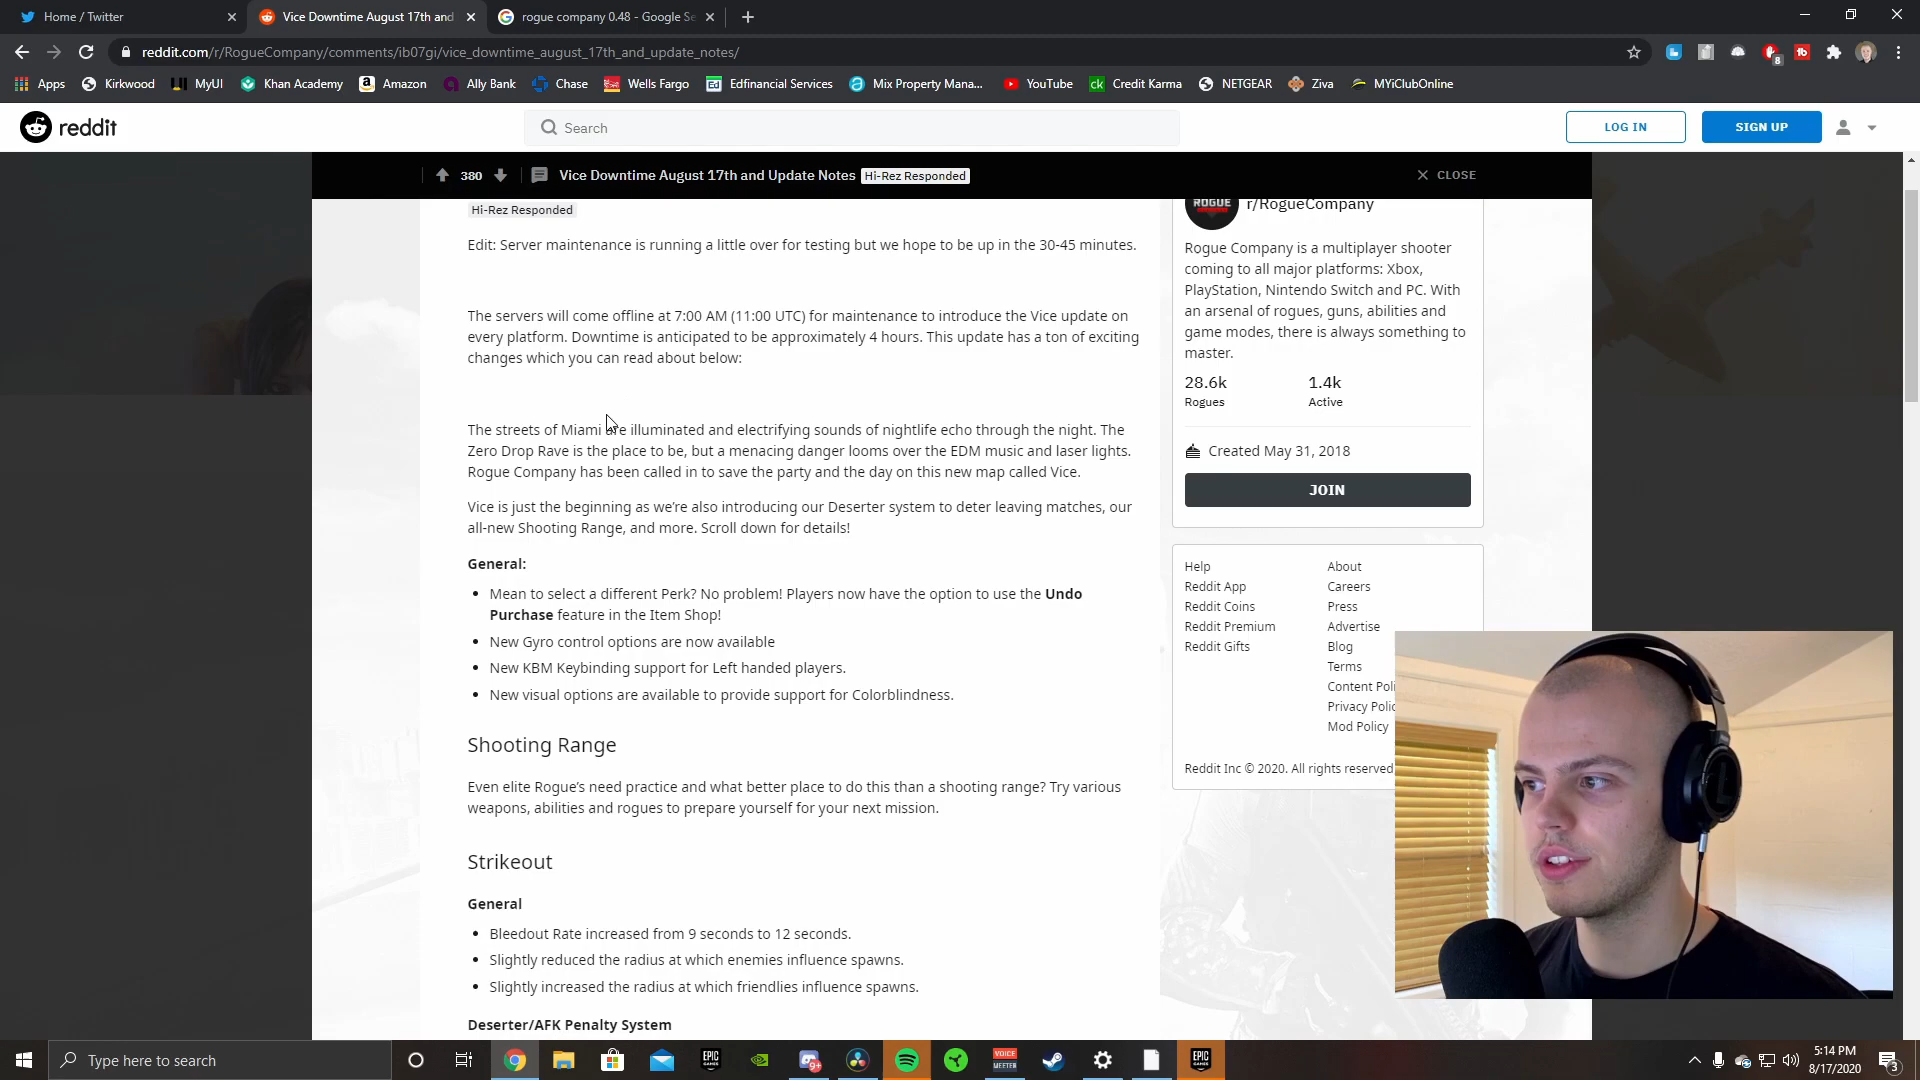 Home / Twitter
Vice Downtime August 17th and
rogue company 0.48 - Google Se
reddit.com/r/RogueCompany/comments/ib07gi/vice_downtime_august_17th_and_update_notes/
8
Apps Kirkwood MyUI Khan Academy Amazon Ally Bank Chase Wells Fargo Edfinancial Services Mix Property Mana... YouTube Credit Karma NETGEAR Ziva MYiClubOnline
reddit
Search
LOG IN
SIGN UP
380 Vice Downtime August 17th and Update Notes Hi-Rez Responded
CLOSE
Hi-Rez Responded
Edit: Server maintenance is running a little over for testing but we hope to be up in the 30-45 minutes.
The servers will come offline at 7:00 AM (11:00 UTC) for maintenance to introduce the Vice update on
every platform. Downtime is anticipated to be approximately 4 hours. This update has a ton of exciting
changes which you can read about below:
The streets of Miami are illuminated and electrifying sounds of nightlife echo through the night. The
Zero Drop Rave is the place to be, but a menacing danger looms over the EDM music and laser lights.
Rogue Company has been called in to save the party and the day on this new map called Vice.
Vice is just the beginning as we're also introducing our Deserter system to deter leaving matches, our
all-new Shooting Range, and more. Scroll down for details!
General:
• Mean to select a different Perk? No problem! Players now have the option to use the Undo
Purchase feature in the Item Shop!
• New Gyro control options are now available
• New KBM Keybinding support for Left handed players.
• New visual options are available to provide support for Colorblindness.
Shooting Range
Even elite Rogue's need practice and what better place to do this than a shooting range? Try various
weapons, abilities and rogues to prepare yourself for your next mission.
Strikeout
General
• Bleedout Rate increased from 9 seconds to 12 seconds.
• Slightly reduced the radius at which enemies influence spawns.
• Slightly increased the radius at which friendlies influence spawns.
Deserter/AFK Penalty System
ROGUE
r/RogueCompany
Rogue Company is a multiplayer shooter
coming to all major platforms: Xbox,
PlayStation, Nintendo Switch and PC. With
an arsenal of rogues, guns, abilities and
game modes, there is always something to
master.
28.6k 1.4k
Rogues Active
Created May 31, 2018
JOIN
Help About
Reddit App Careers
Reddit Coins Press
Reddit Premium Advertise
Reddit Gifts Blog
Terms
Content Poli
Privacy Polic
Mod Policy
Reddit Inc © 2020. All rights reserved
Type here to search
EPIC GAMES
9+
VOICE MEETER
EPIC GAMES
5:14 PM
8/17/2020
3